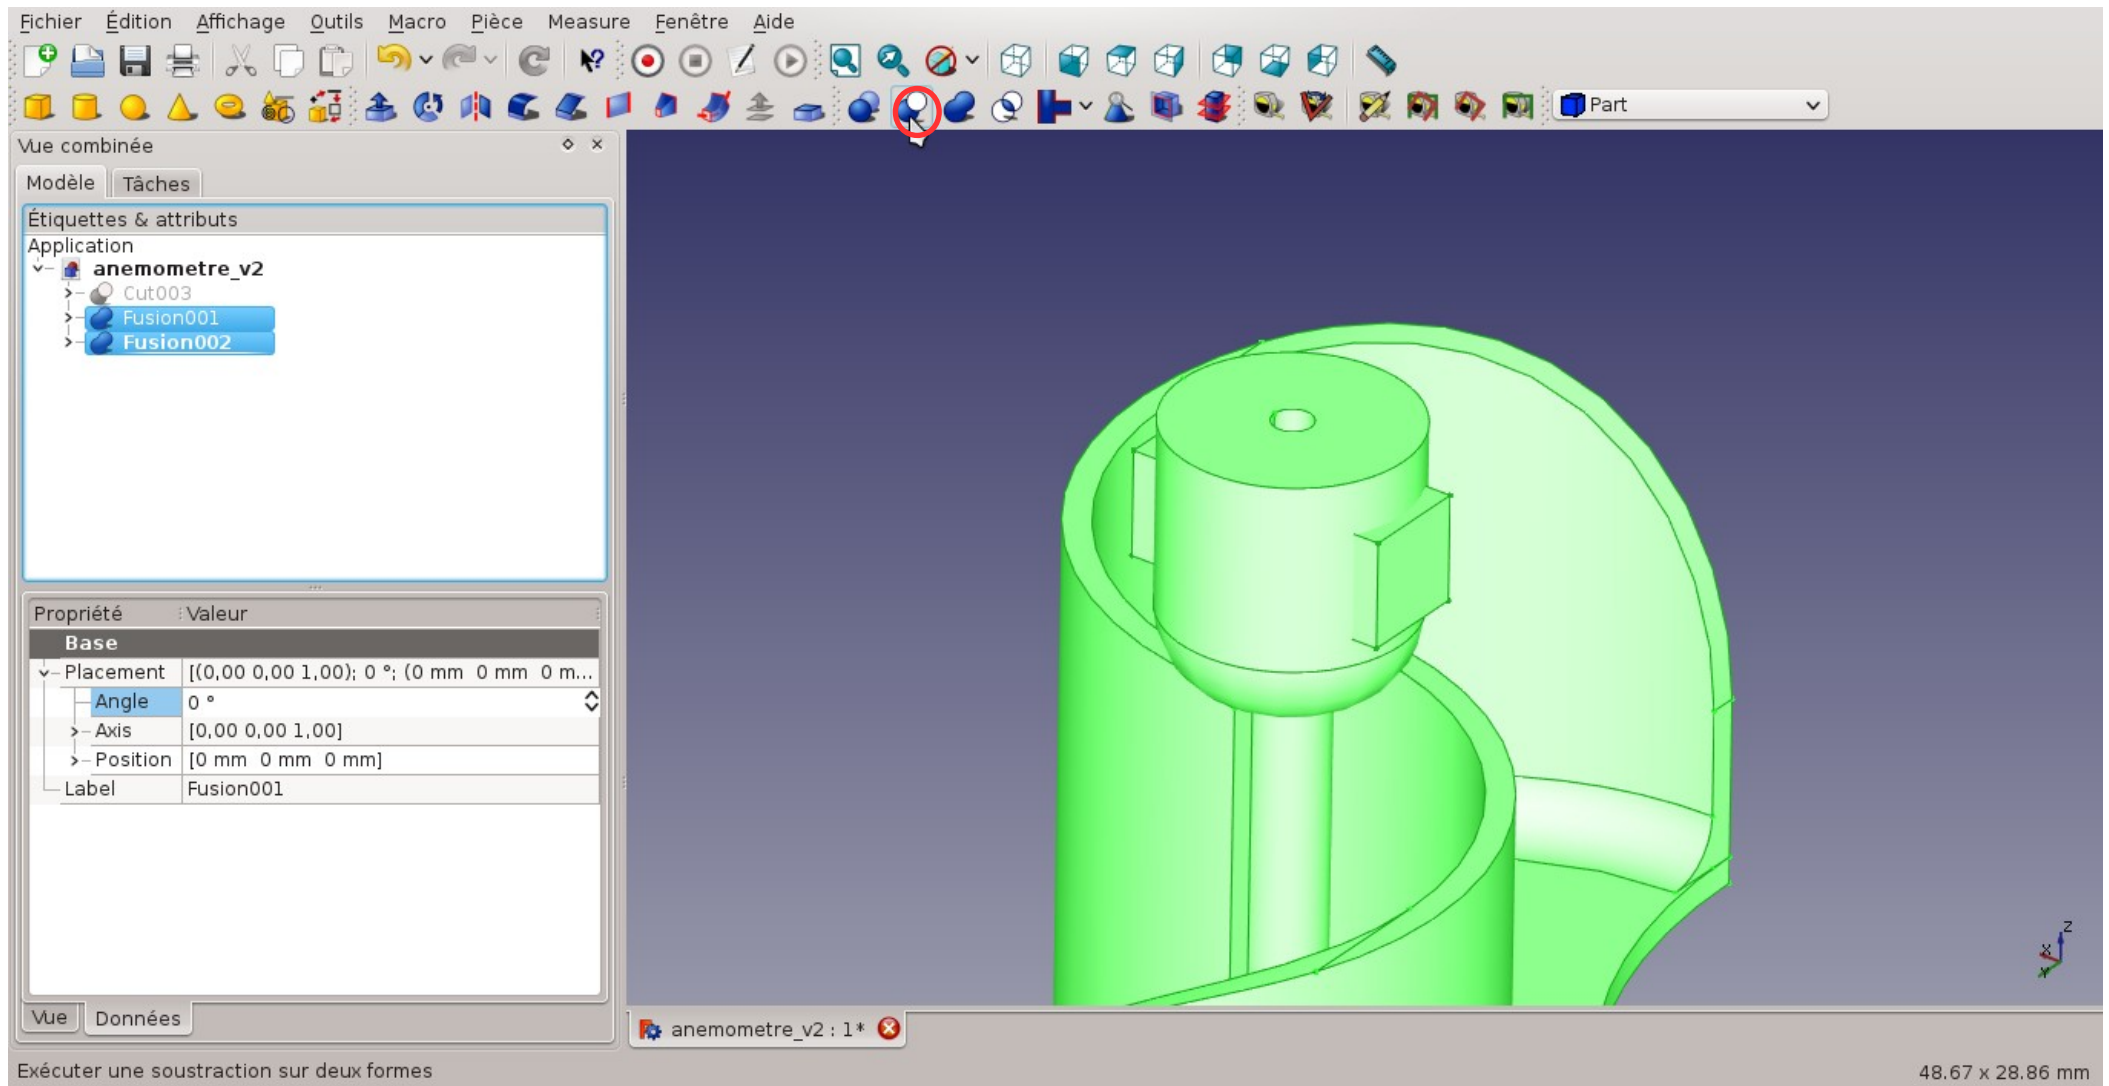 Fichier Édition Affichage Outils Macro Pièce Measure Fenêtre Aide
Part
Vue combinée
Modèle Tâches
Étiquettes & attributs
Application
anemometre_v2
Cut003
Fusion001
Fusion002
Propriété Valeur
Base
Placement [(0,00 0,00 1,00); 0 °; (0 mm 0 mm 0 m...
Angle 0 °
Axis [0,00 0,00 1,00]
Position [0 mm 0 mm 0 mm]
Label Fusion001
Vue Données
Z
X
Y
anemometre_v2 : 1*
Exécuter une soustraction sur deux formes
48.67 x 28.86 mm